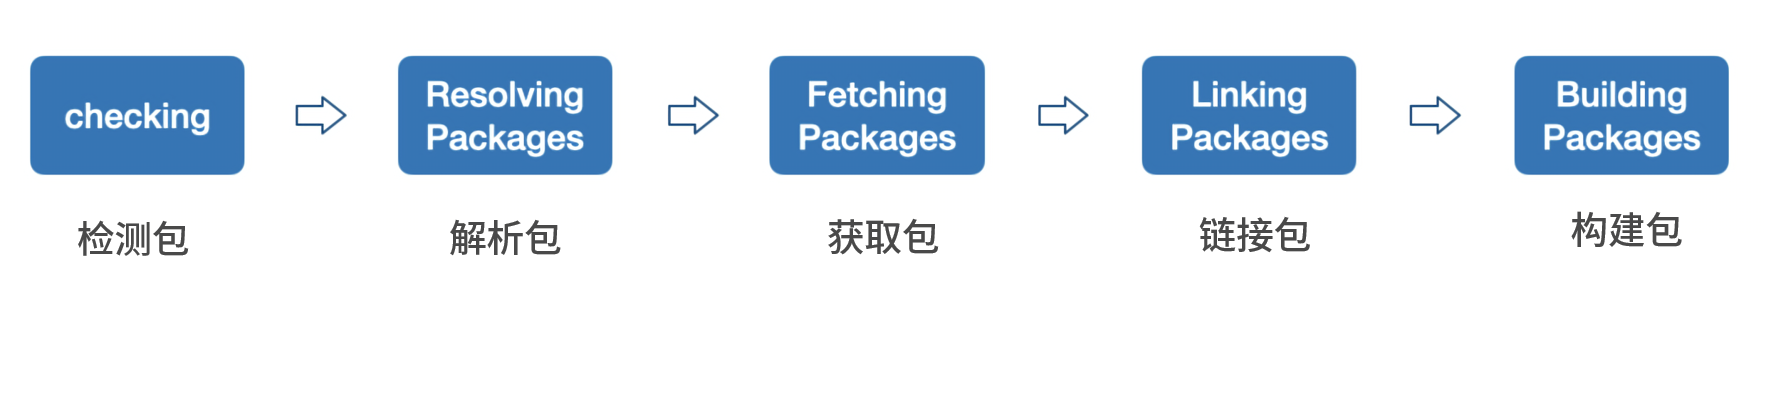 checking
Resolving
Packages
Fetching
Packages
Linking
Packages
Building
Packages
检测包
解析包
获取包
链接包
构建包